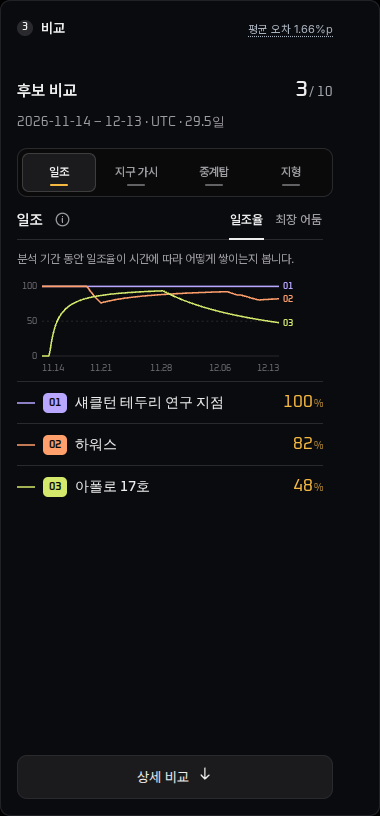 3 비교 평균 오차 1.66%p
후보 비교 3 / 10
2026-11-14 – 12-13 · UTC · 29.5일
일조 지구 가시 중계탑 지형
일조 일조율 최장 어둠
분석 기간 동안 일조율이 시간에 따라 어떻게 쌓이는지 봅니다.
100 01
02
50 03
0
11.14 11.21 11.28 12.06 12.13
01 섀클턴 테두리 연구 지점 100%
02 하워스 82%
03 아폴로 17호 48%
상세 비교 ↓